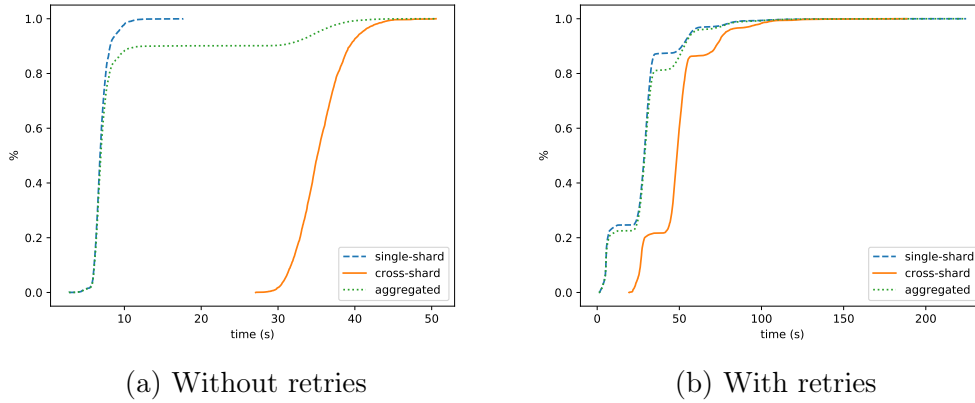 1.0
0.8
0.6
0.4
0.2
0.0
%
10 20 30 40 50
time (s)
single-shard
cross-shard
aggregated
(a) Without retries
1.0
0.8
0.6
0.4
0.2
0.0
%
0 50 100 150 200
time (s)
single-shard
cross-shard
aggregated
(b) With retries